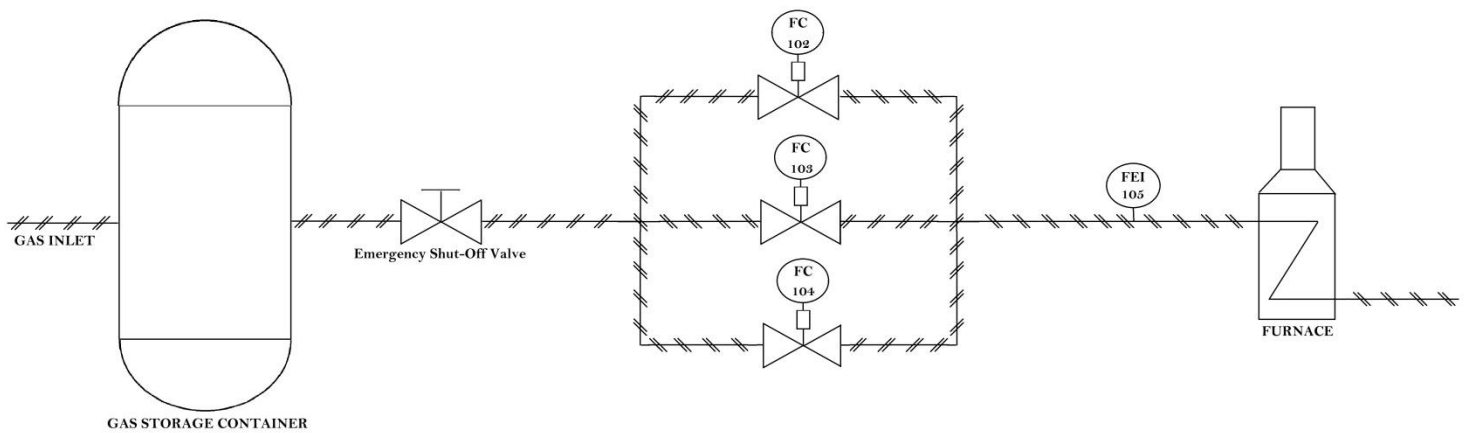 FC
102
FC
103
FEI
105
GAS INLET
Emergency Shut-Off Valve
FC
104
FURNACE
GAS STORAGE CONTAINER